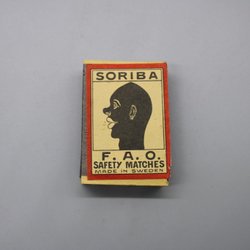 SORIBA
F. A. O.
SAFETY MATCHES
MADE IN SWEDEN